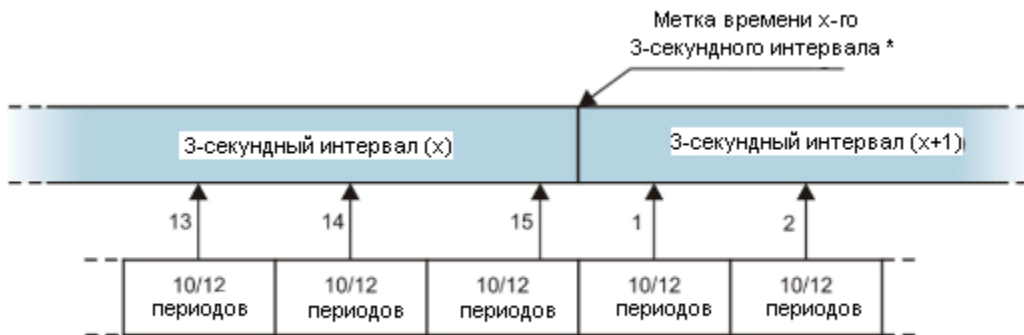 Метка времени х-го
3-секундного интервала *
3-секундный интервал (х)
3-секундный интервал (х+1)
13
14
15
1
2
10/12
периодов
10/12
периодов
10/12
периодов
10/12
периодов
10/12
периодов